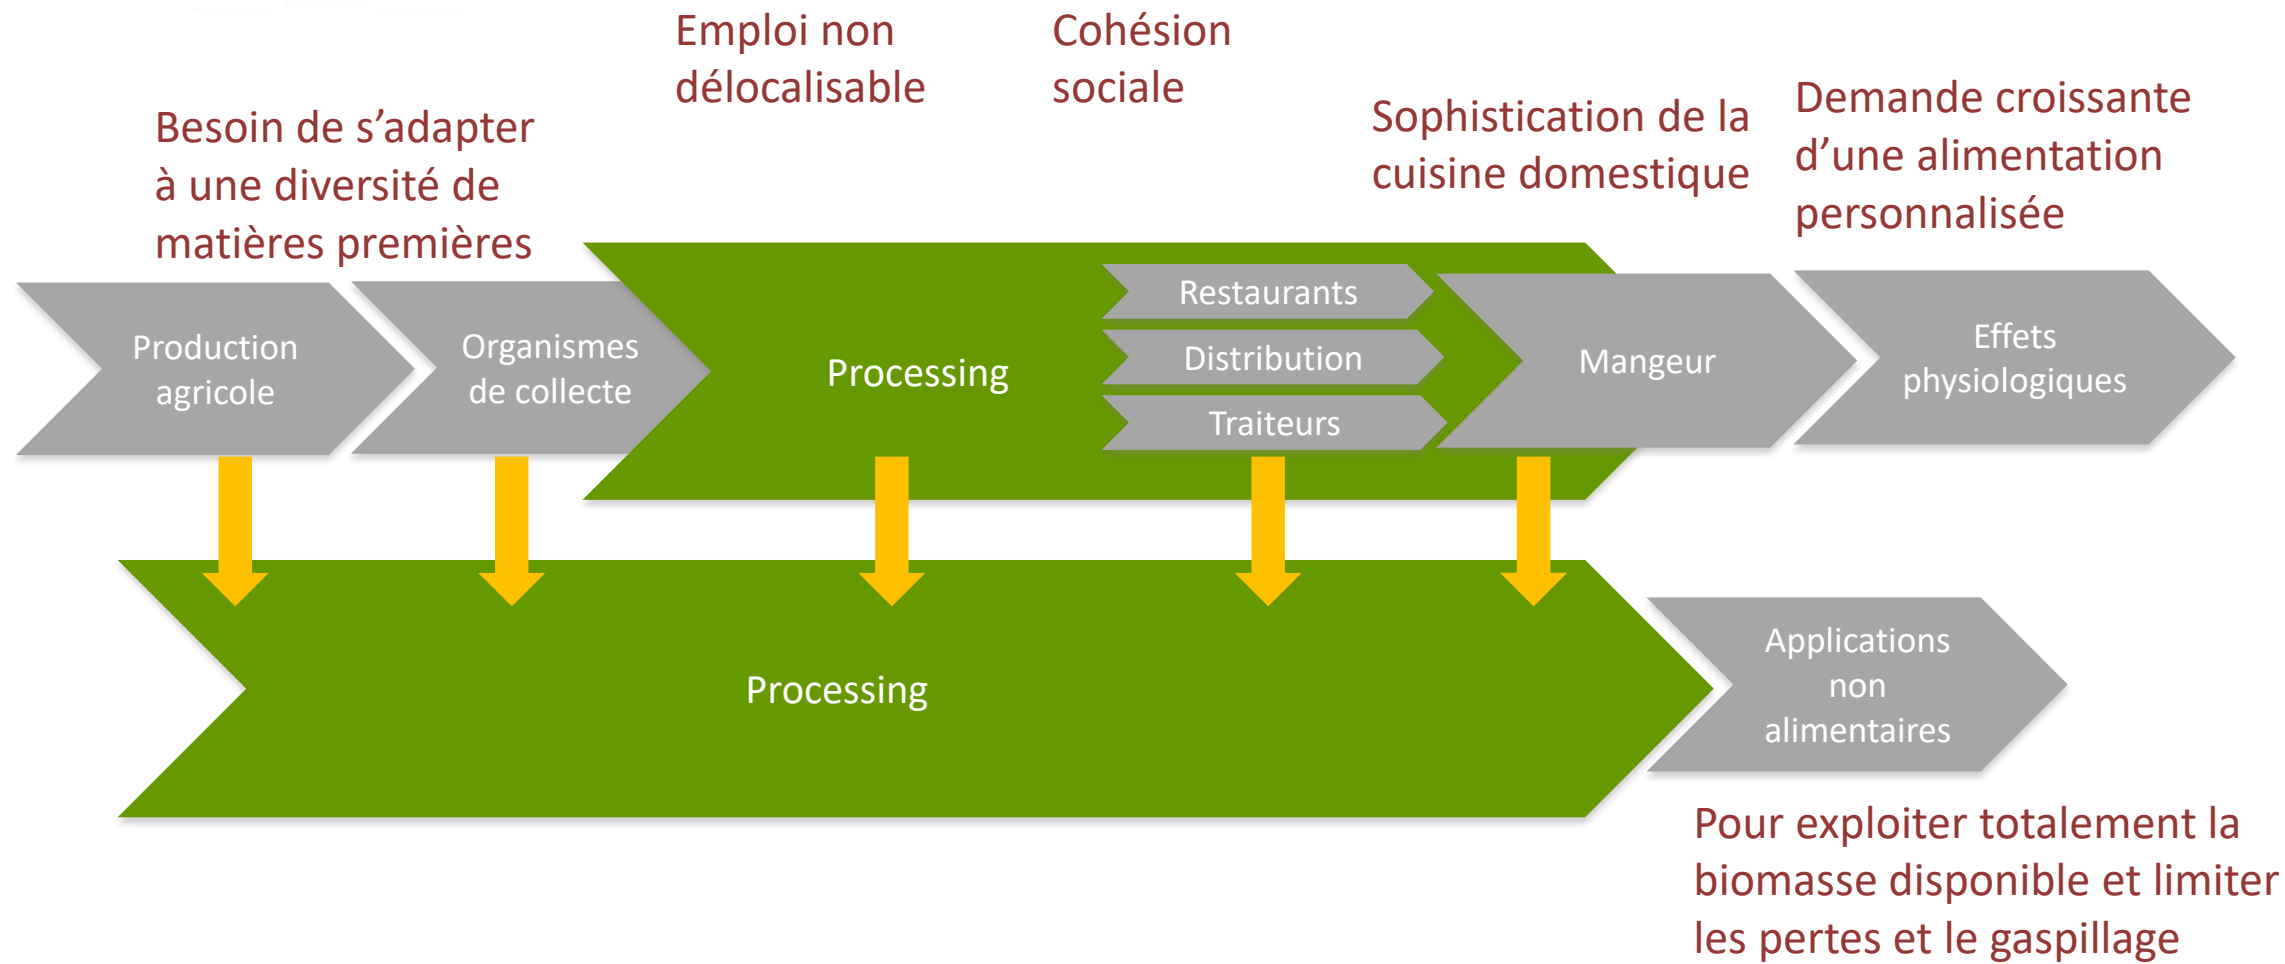 Emploi non
délocalisable
Cohésion
sociale
Besoin de s’adapter
à une diversité de
matières premières
Sophistication de la
cuisine domestique
Demande croissante
d’une alimentation
personnalisée
Production
agricole
Organismes
de collecte
Processing
Restaurants
Distribution
Traiteurs
Mangeur
Effets
physiologiques
Processing
Applications
non
alimentaires
Pour exploiter totalement la
biomasse disponible et limiter
les pertes et le gaspillage